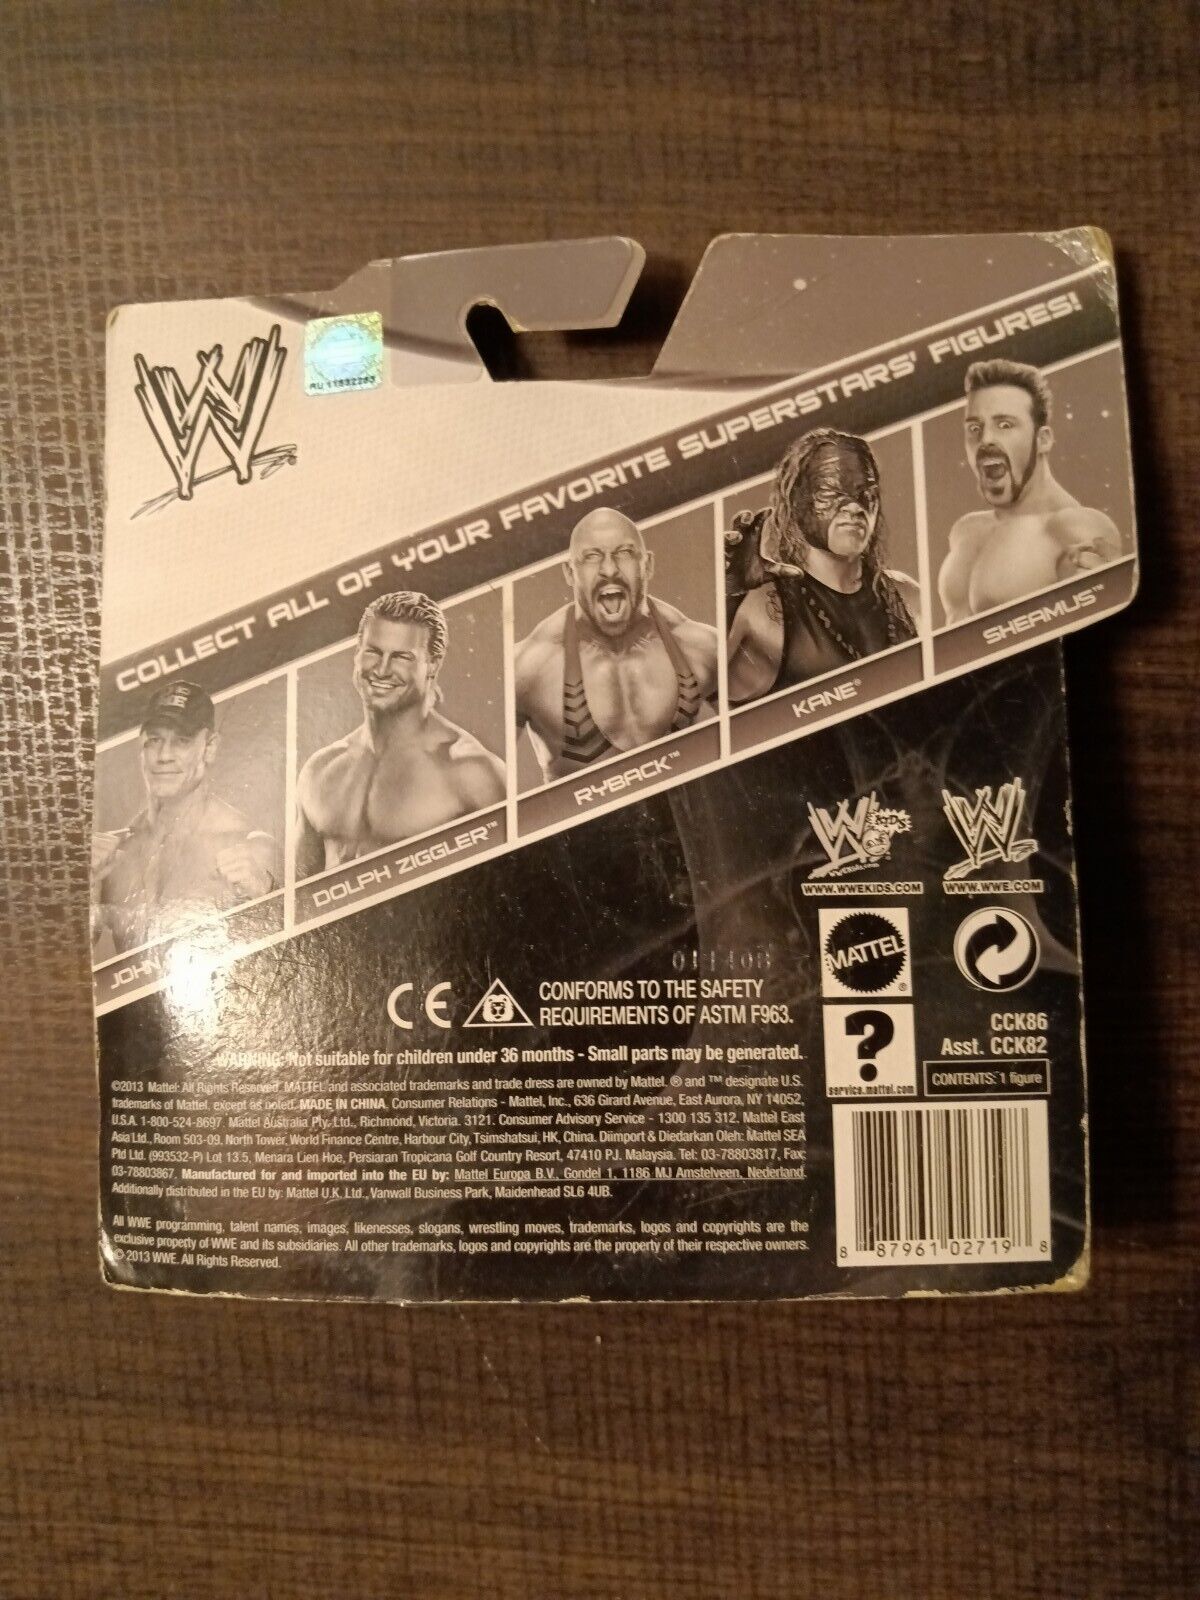 W
RU 11832283
COLLECT ALL OF YOUR FAVORITE SUPERSTARS' FIGURES!
JOHN
DOLPH ZIGGLER™
RYBACK™
KANE®
SHEAMUS™
KIDS
WWW.WWEKIDS.COM
WWW.WWE.COM
MATTEL®
CE
CONFORMS TO THE SAFETY
REQUIREMENTS OF ASTM F963.
?
service.mattel.com
CCK86
Asst. CCK82
CONTENTS: 1 figure
WARNING: Not suitable for children under 36 months - Small parts may be generated.
©2013 Mattel. All Rights Reserved. MATTEL and associated trademarks and trade dress are owned by Mattel. ® and ™ designate U.S.
trademarks of Mattel, except as noted. MADE IN CHINA. Consumer Relations - Mattel, Inc., 636 Girard Avenue, East Aurora, NY 14052,
U.S.A. 1-800-524-8697. Mattel Australia Pty. Ltd., Richmond, Victoria. 3121. Consumer Advisory Service - 1300 135 312. Mattel East
Asia Ltd., Room 503-09, North Tower, World Finance Centre, Harbour City, Tsimshatsui, HK, China. Diimport & Diedarkan Oleh: Mattel SEA
Ptd Ltd. (993532-P) Lot 13.5, Menara Lien Hoe, Persiaran Tropicana Golf Country Resort, 47410 PJ. Malaysia. Tel: 03-78803817, Fax:
03-78803867. Manufactured for and imported into the EU by: Mattel Europa B.V., Gondel 1, 1186 MJ Amstelveen, Nederland.
Additionally distributed in the EU by: Mattel U.K. Ltd., Vanwall Business Park, Maidenhead SL6 4UB.
All WWE programming, talent names, images, likenesses, slogans, wrestling moves, trademarks, logos and copyrights are the
exclusive property of WWE and its subsidiaries. All other trademarks, logos and copyrights are the property of their respective owners.
© 2013 WWE. All Rights Reserved.
8 87961 02719 8